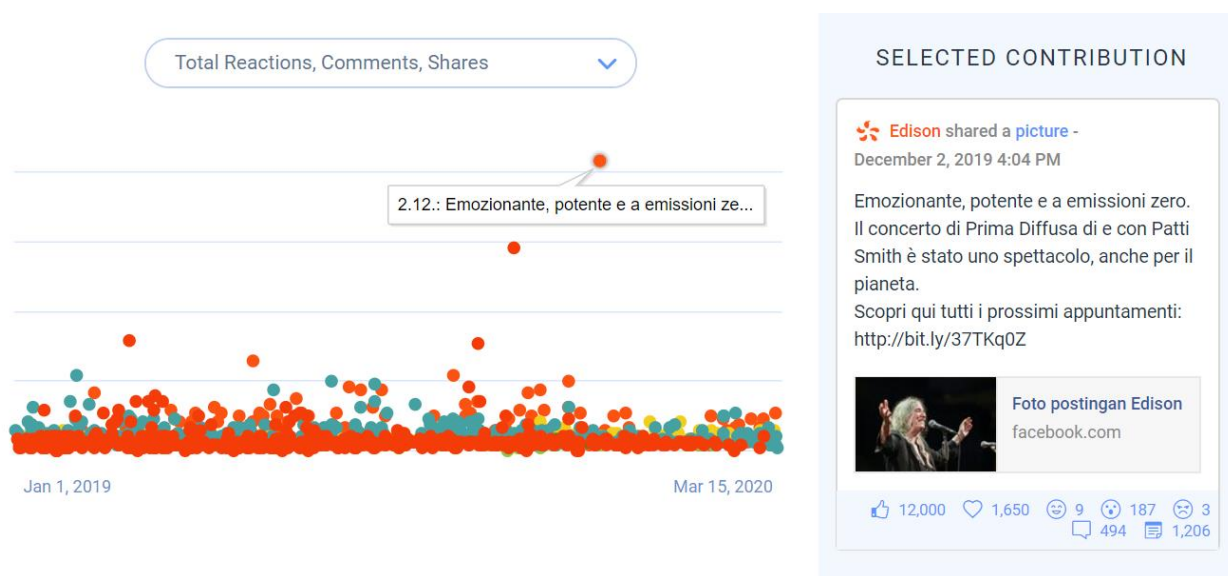 Total Reactions, Comments, Shares
2.12.: Emozionante, potente e a emissioni ze...
Jan 1, 2019
Mar 15, 2020
SELECTED CONTRIBUTION
Edison shared a picture -
December 2, 2019 4:04 PM
Emozionante, potente e a emissioni zero.
Il concerto di Prima Diffusa di e con Patti
Smith è stato uno spettacolo, anche per il
pianeta.
Scopri qui tutti i prossimi appuntamenti:
http://bit.ly/37TKq0Z
Foto postingan Edison
facebook.com
12,000 1,650 9 187 3
494 1,206